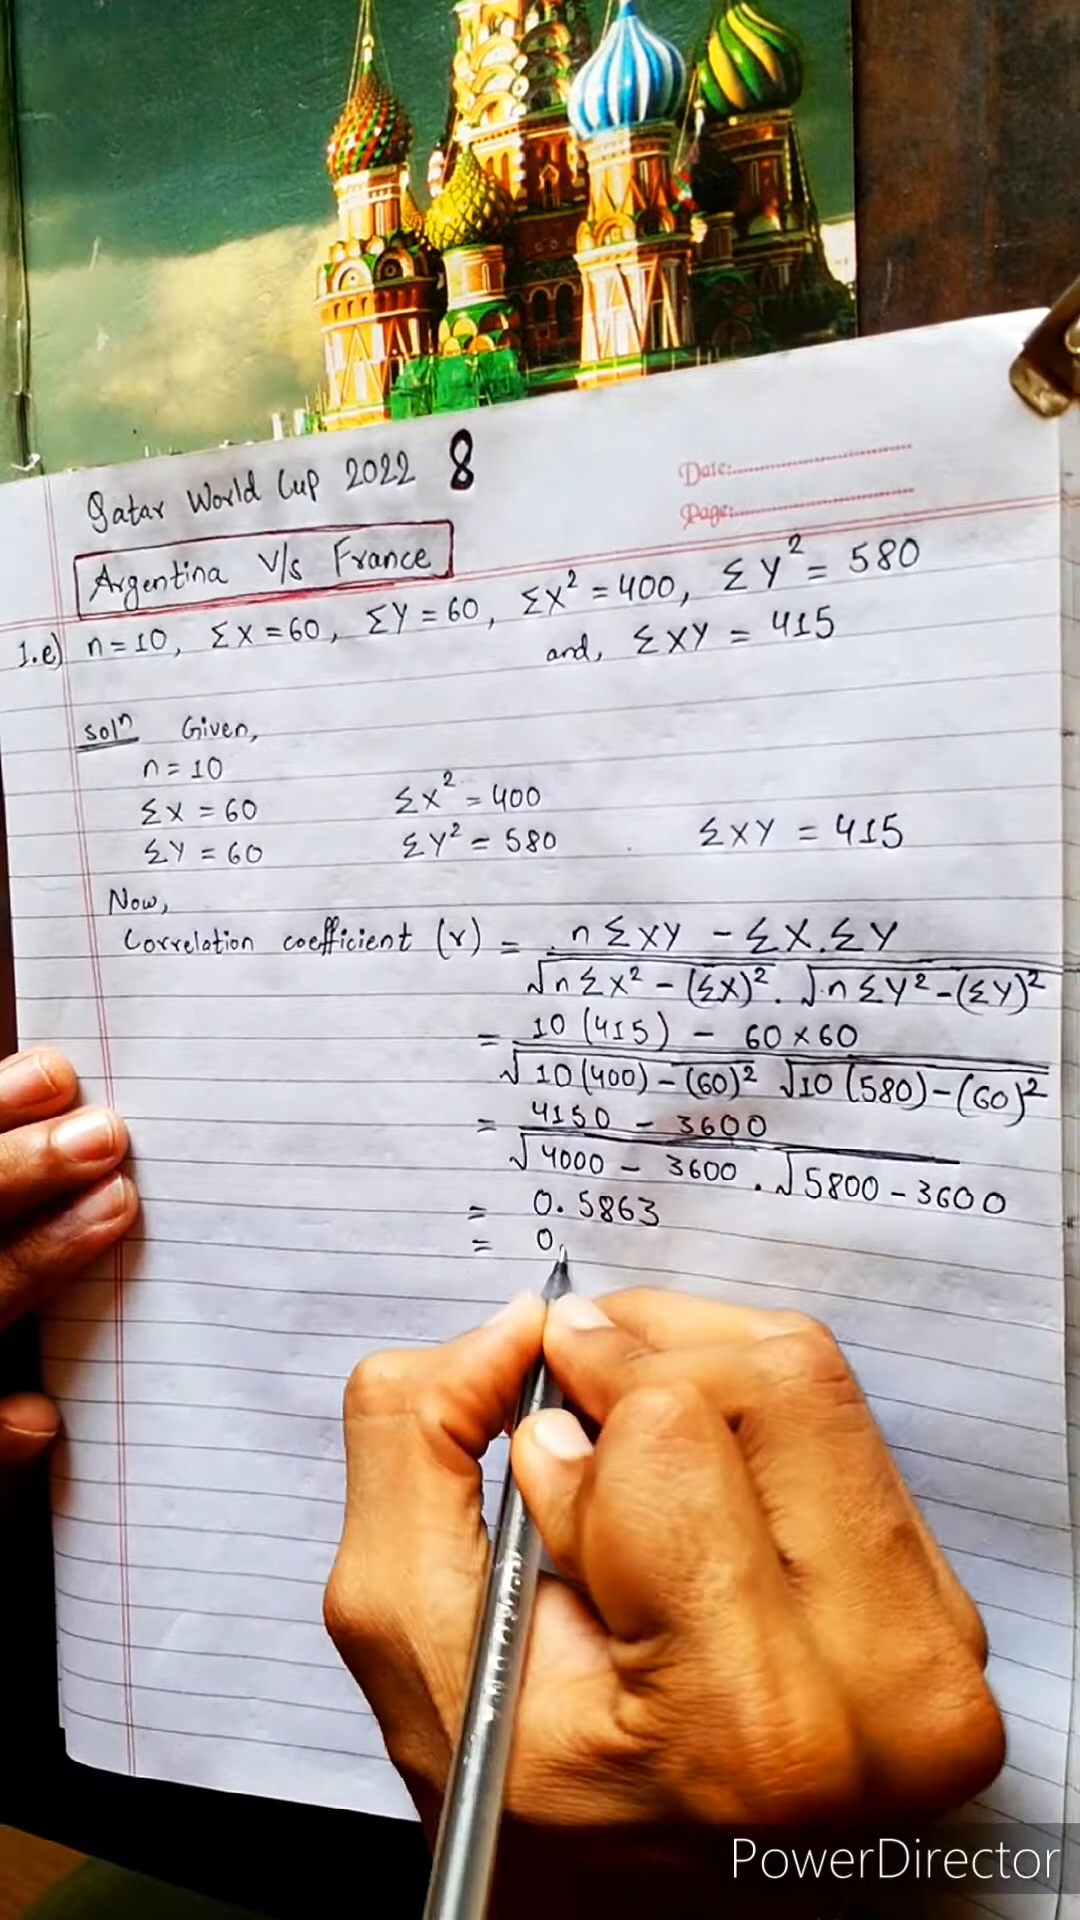 Qatar World Cup 2022 8
Date:
Page:
Argentina V/s France
1.e) n=10, ΣX=60, ΣY=60, ΣX²=400, ΣY²=580
and, ΣXY = 415
Solⁿ Given,
n=10
ΣX = 60 ΣX² = 400
ΣY = 60 ΣY² = 580 ΣXY = 415
Now,
Correlation coefficient (r) = nΣXY - ΣX.ΣY
√nΣX² - (ΣX)² . √nΣY²-(ΣY)²
= 10 (415) - 60×60
√10(400)-(60)² √10(580)-(60)²
= 4150 - 3600
√4000 - 3600 . √5800-3600
= 0.5863
= 0.
PowerDirector